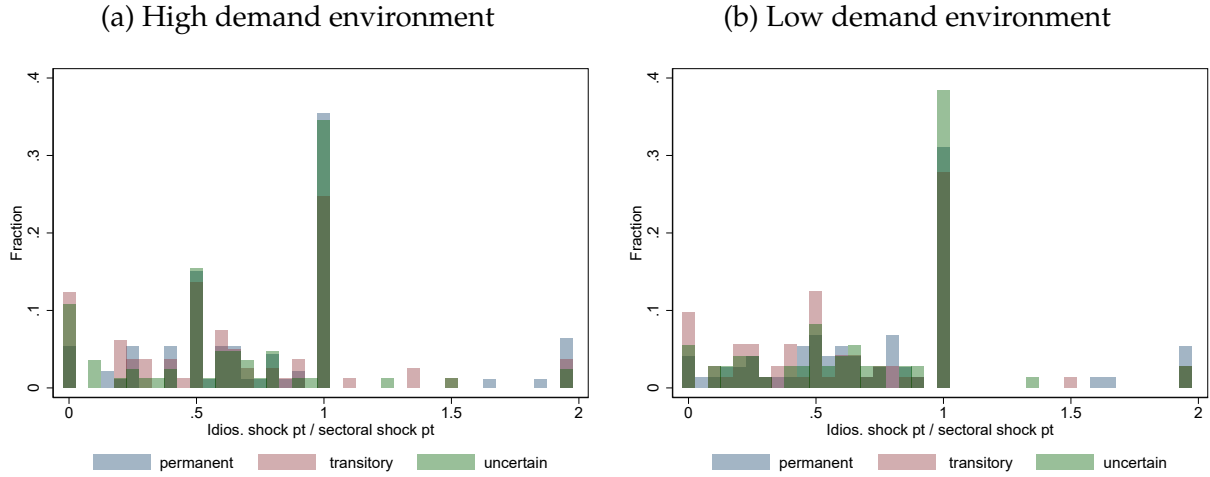 (a) High demand environment
.4
.3
.2
.1
0
Fraction
0 .5 1 1.5 2
Idios. shock pt / sectoral shock pt
permanent transitory uncertain
(b) Low demand environment
.4
.3
.2
.1
0
Fraction
0 .5 1 1.5 2
Idios. shock pt / sectoral shock pt
permanent transitory uncertain